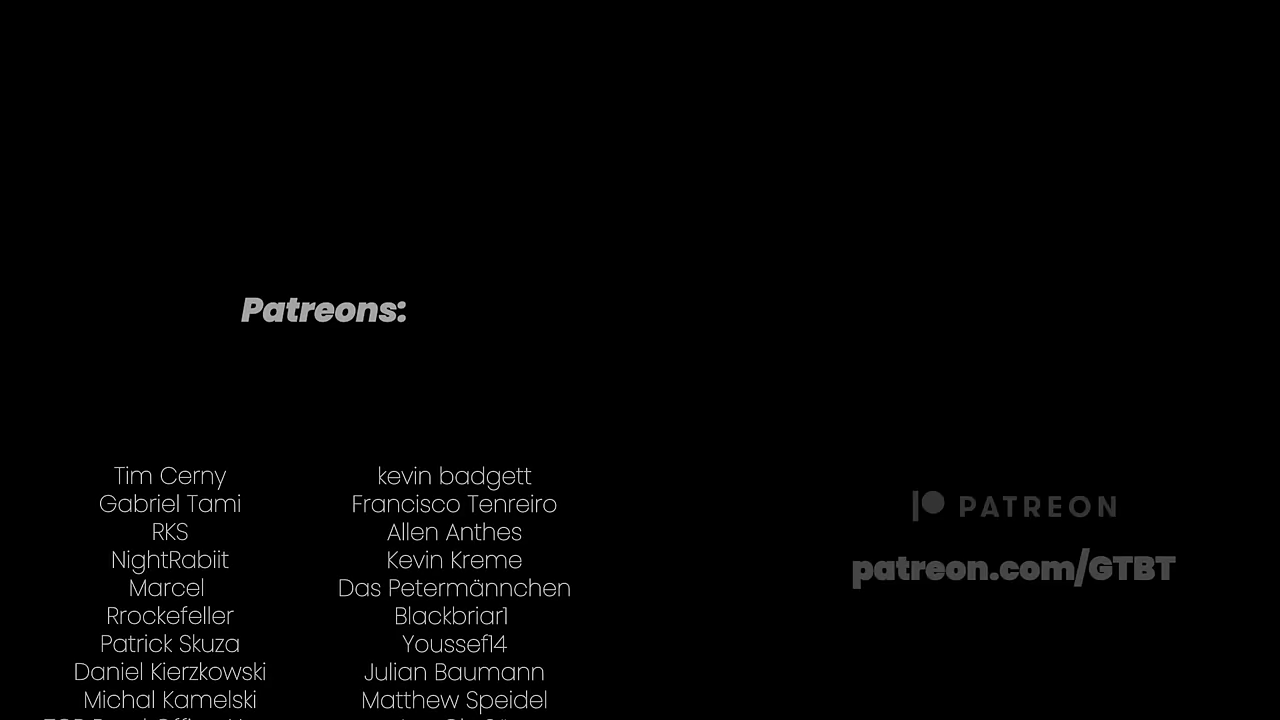 Patreons:
Tim Cerny
Gabriel Tami
RKS
NightRabiit
Marcel
Rrockefeller
Patrick Skuza
Daniel Kierzkowski
Michal Kamelski
kevin badgett
Francisco Tenreiro
Allen Anthes
Kevin Kreme
Das Petermännchen
Blackbriar1
Youssef14
Julian Baumann
Matthew Speidel
PATREON
patreon.com/GTBT